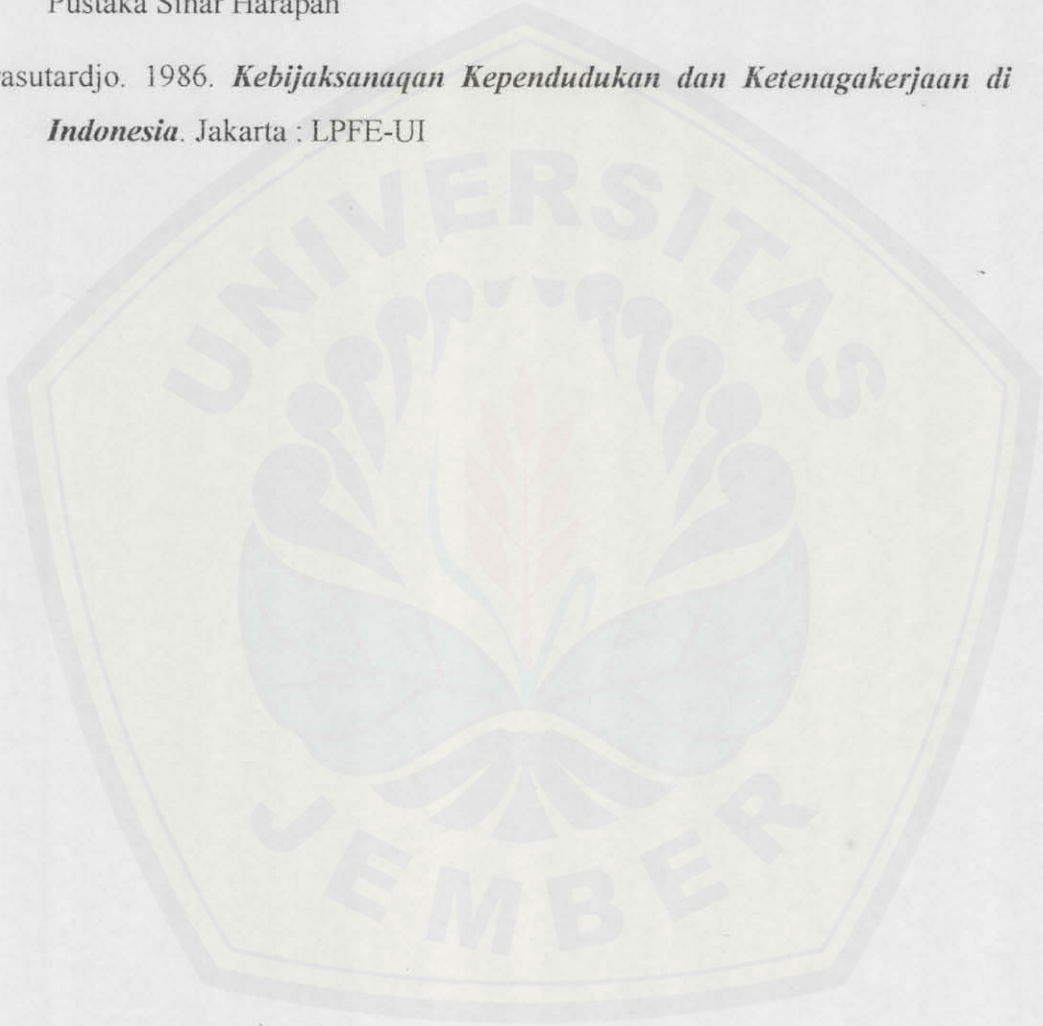 Pustaka Sinar Harapan
asutardjo. 1986. Kebijaksanaqan Kependudukan dan Ketenagakerjaan di
Indonesia. Jakarta : LPFE-UI
UNIVERSITAS
JEMBER